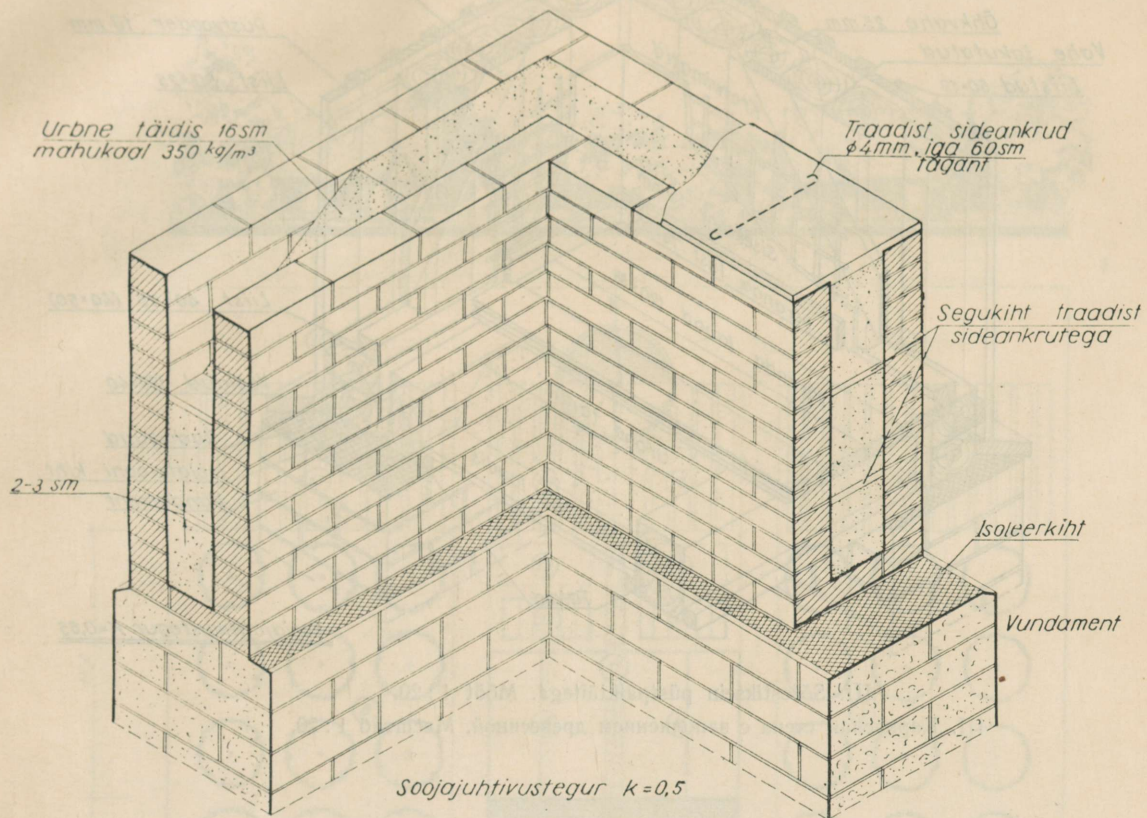 Urbne täidis 16sm
mahukaal 350 kg/m³
Traadist sideankrud
φ4mm, iga 60sm
tagant
Segukiht traadist
sideankrutega
2-3 sm
Isoleerkiht
Vundament
Soojajuhtivustegur k=0,5